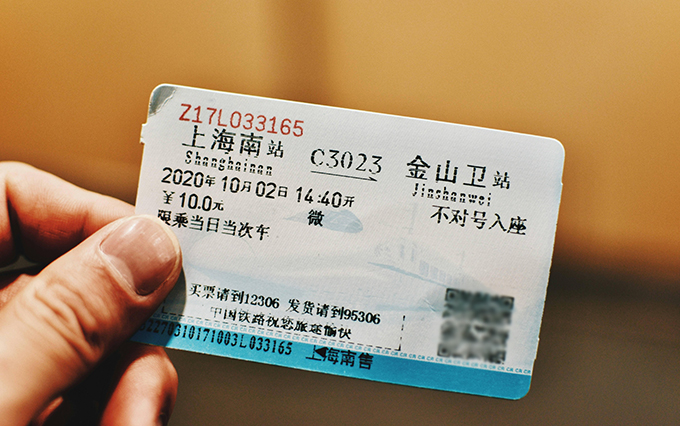 Z17L033165
上海南站 C3023 金山卫站
Shanghainan Jinshanwei
2020年10月02日 14:40开 不对号入座
￥10.0元 微
限乘当日当次车
买票请到12306 发货请到95306
中国铁路祝您旅途愉快
上海南售